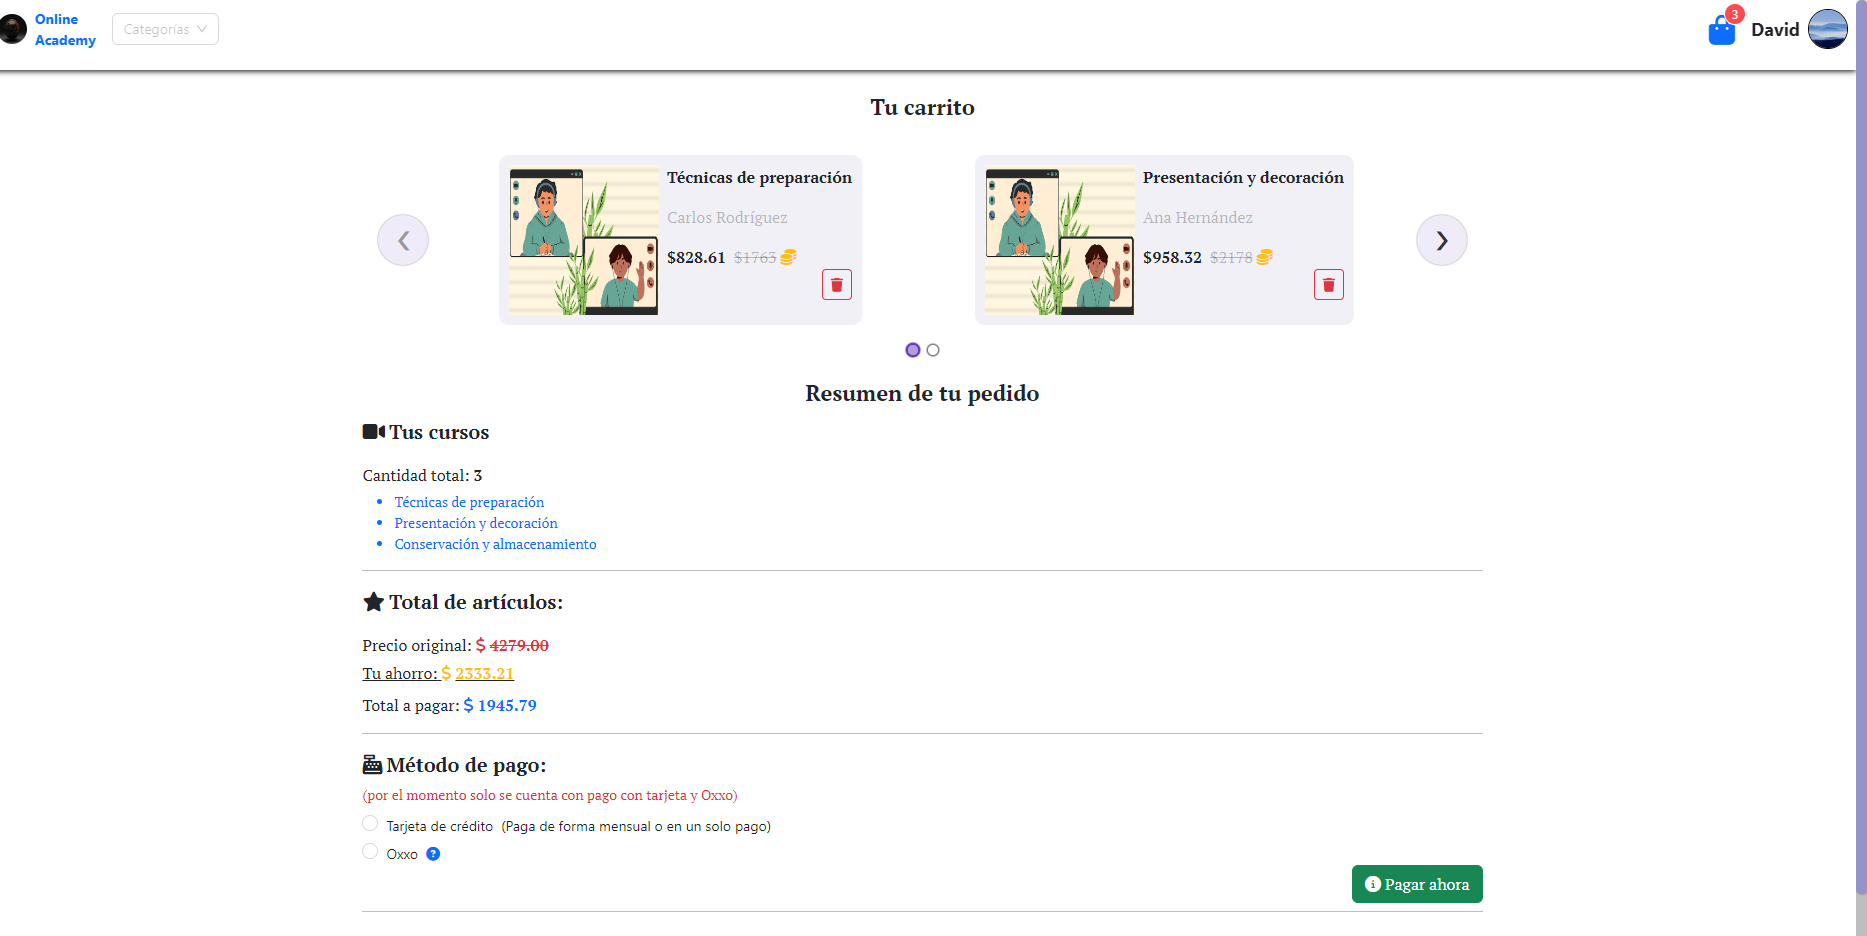 Online
Academy
Categorías
3
David
Tu carrito
Técnicas de preparación
Carlos Rodríguez
$828.61 $1763
Presentación y decoración
Ana Hernández
$958.32 $2178
Resumen de tu pedido
Tus cursos
Cantidad total: 3
Técnicas de preparación
Presentación y decoración
Conservación y almacenamiento
Total de artículos:
Precio original: $ 4279.00
Tu ahorro: $ 2333.21
Total a pagar: $ 1945.79
Método de pago:
(por el momento solo se cuenta con pago con tarjeta y Oxxo)
Tarjeta de crédito (Paga de forma mensual o en un solo pago)
Oxxo ?
Pagar ahora